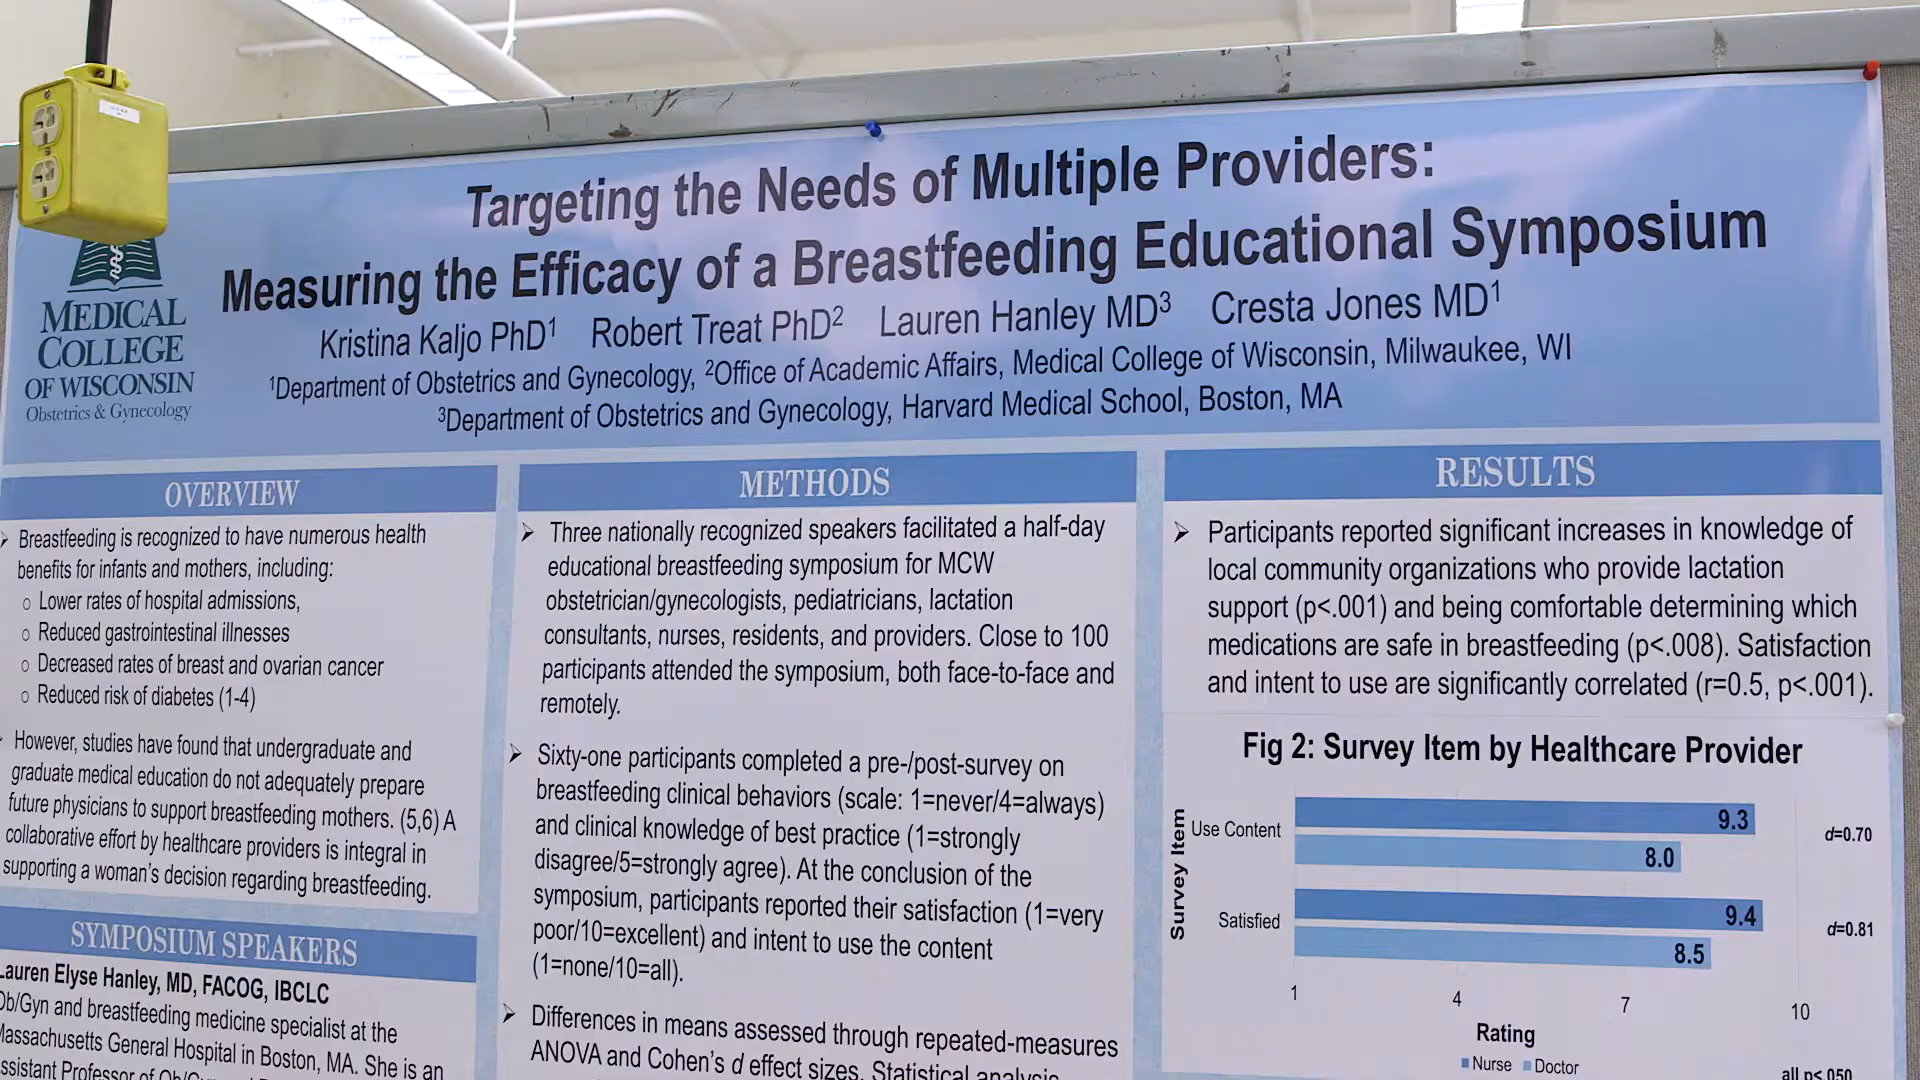 Targeting the Needs of Multiple Providers:
Measuring the Efficacy of a Breastfeeding Educational Symposium
Kristina Kaljo PhD1 Robert Treat PhD2 Lauren Hanley MD3 Cresta Jones MD1
1Department of Obstetrics and Gynecology, 2Office of Academic Affairs, Medical College of Wisconsin, Milwaukee, WI
3Department of Obstetrics and Gynecology, Harvard Medical School, Boston, MA
MEDICAL
COLLEGE
OF WISCONSIN
Obstetrics & Gynecology
OVERVIEW
Breastfeeding is recognized to have numerous health
benefits for infants and mothers, including:
Lower rates of hospital admissions,
Reduced gastrointestinal illnesses
Decreased rates of breast and ovarian cancer
Reduced risk of diabetes (1-4)
However, studies have found that undergraduate and
graduate medical education do not adequately prepare
future physicians to support breastfeeding mothers. (5,6) A
collaborative effort by healthcare providers is integral in
supporting a woman's decision regarding breastfeeding.
SYMPOSIUM SPEAKERS
Lauren Elyse Hanley, MD, FACOG, IBCLC
Ob/Gyn and breastfeeding medicine specialist at the
Massachusetts General Hospital in Boston, MA. She is an
Assistant Professor of
METHODS
Three nationally recognized speakers facilitated a half-day
educational breastfeeding symposium for MCW
obstetrician/gynecologists, pediatricians, lactation
consultants, nurses, residents, and providers. Close to 100
participants attended the symposium, both face-to-face and
remotely.
Sixty-one participants completed a pre-/post-survey on
breastfeeding clinical behaviors (scale: 1=never/4=always)
and clinical knowledge of best practice (1=strongly
disagree/5=strongly agree). At the conclusion of the
symposium, participants reported their satisfaction (1=very
poor/10=excellent) and intent to use the content
(1=none/10=all).
Differences in means assessed through repeated-measures
ANOVA and Cohen's d effect sizes. Statistical analysis
RESULTS
Participants reported significant increases in knowledge of
local community organizations who provide lactation
support (p<.001) and being comfortable determining which
medications are safe in breastfeeding (p<.008). Satisfaction
and intent to use are significantly correlated (r=0.5, p<.001).
Fig 2: Survey Item by Healthcare Provider
Survey Item
Use Content 9.3 d=0.70
8.0
Satisfied 9.4 d=0.81
8.5
1 4 7 10
Rating
Nurse Doctor
all p<.050